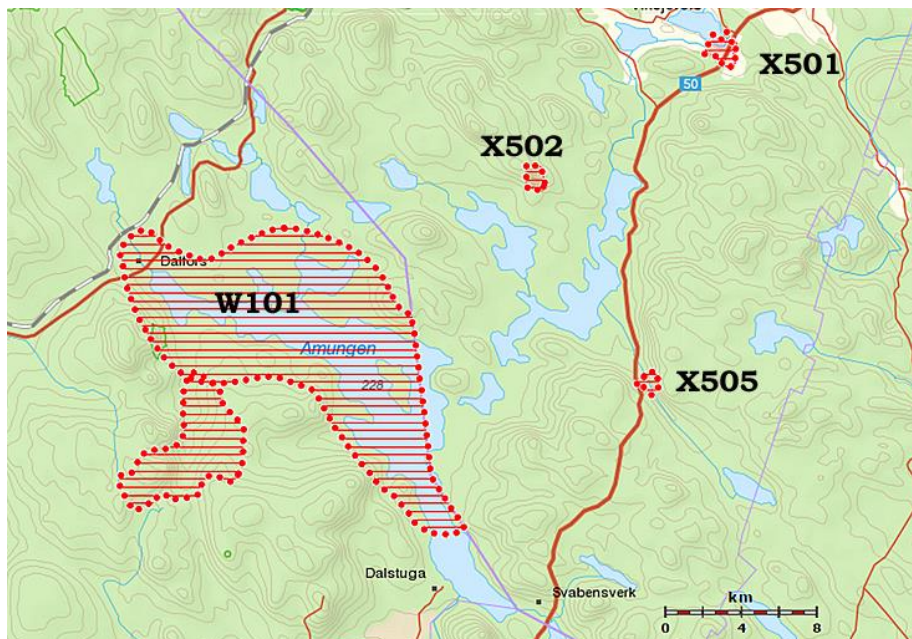 X501
50
X502
Dalfors
W101
Amungen
228
X505
Dalstuga
Svabensverk
km
0 4 8